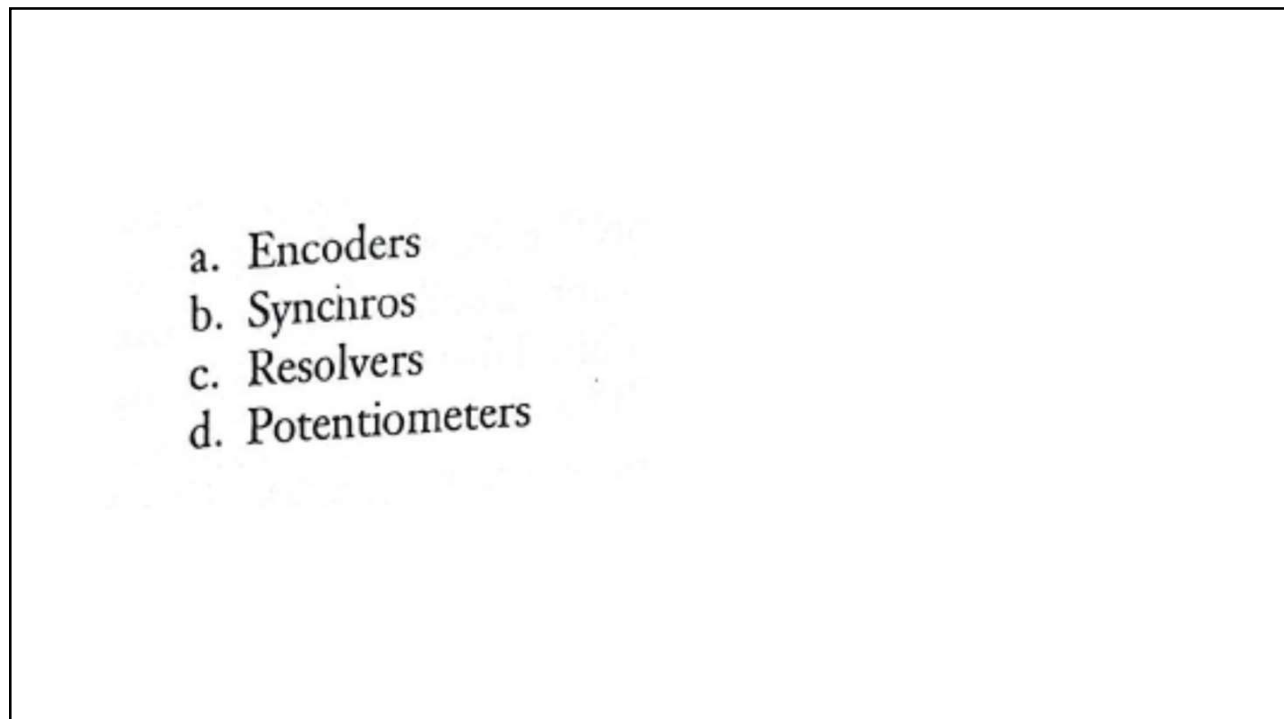 a. Encoders
b. Synchros
c. Resolvers
d. Potentiometers